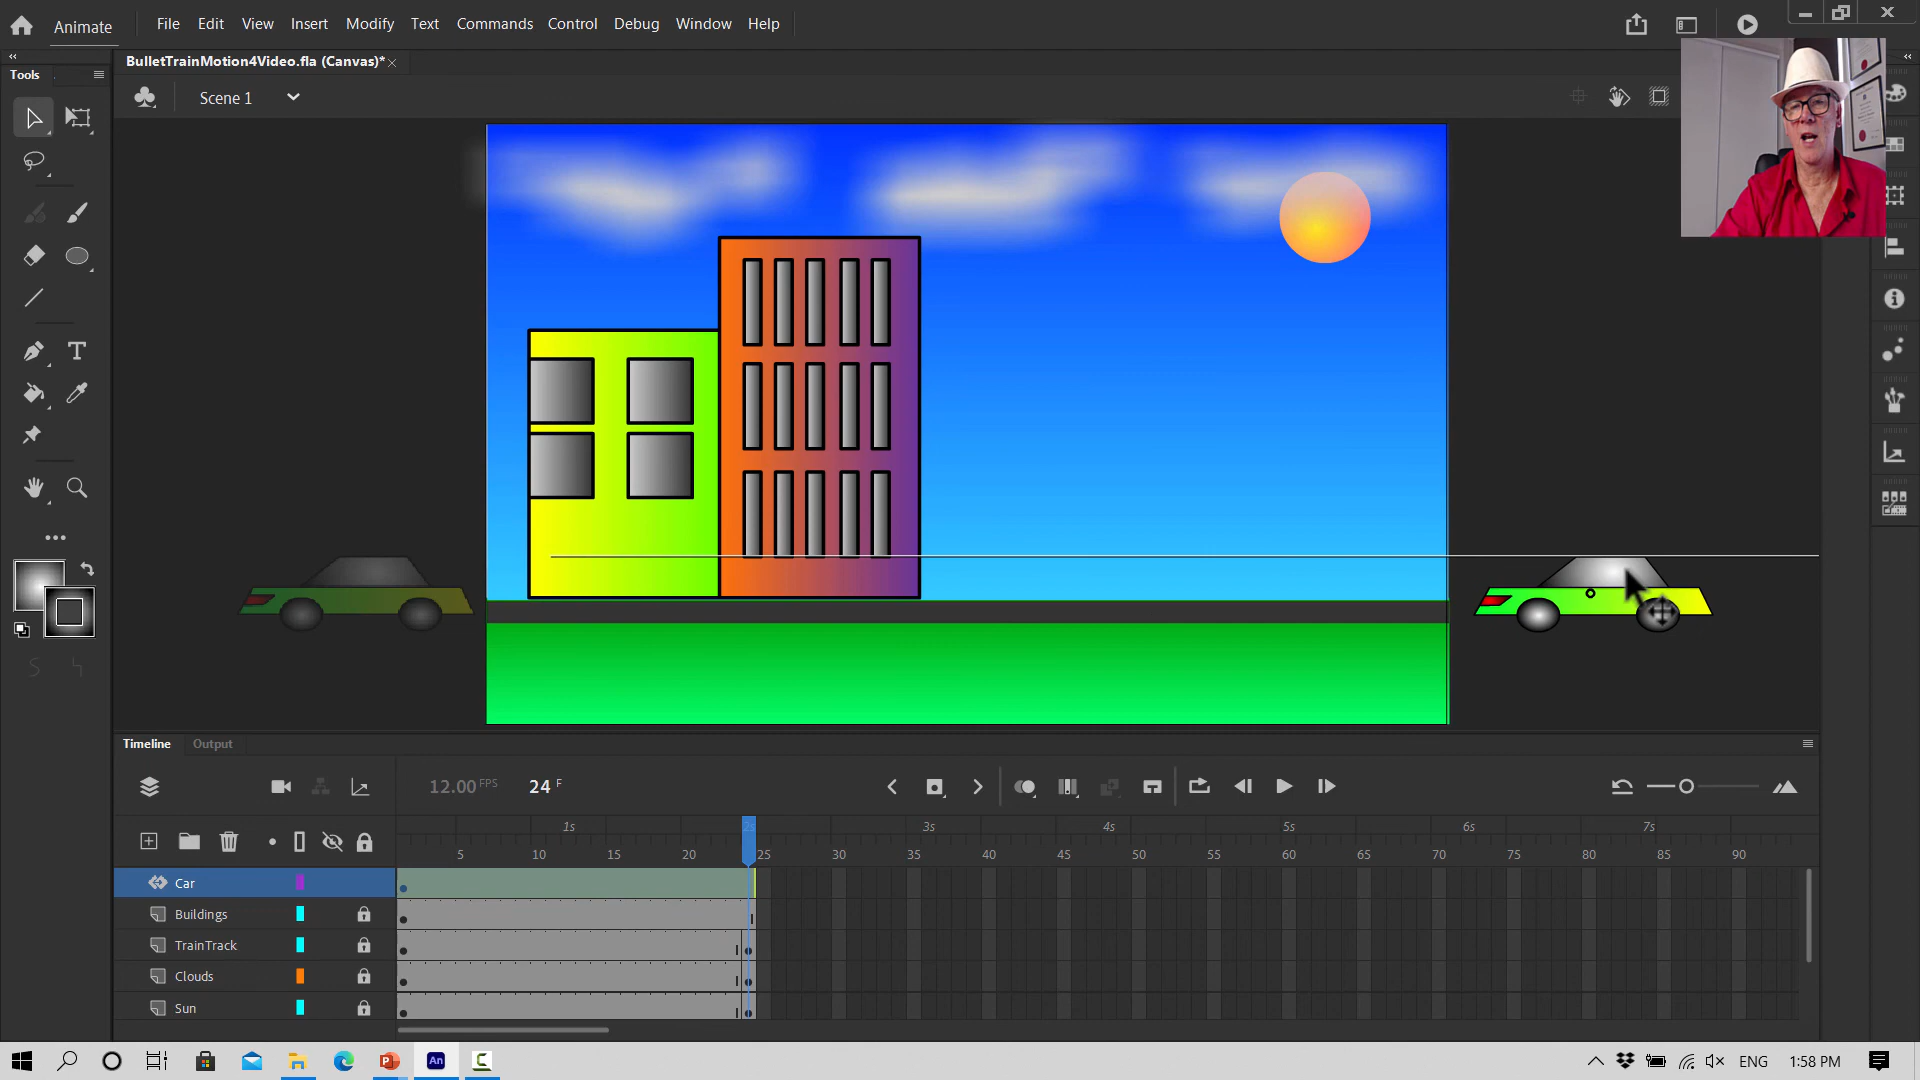 Animate File Edit View Insert Modify Text Commands Control Debug Window Help
Tools
BulletTrainMotion4Video.fla (Canvas)*
Scene 1
T
Timeline Output
12.00 FPS 24 F
1s 2s 3s 4s 5s 6s 7s
5 10 15 20 25 30 35 40 45 50 55 60 65 70 75 80 85 90
Car
Buildings
TrainTrack
Clouds
Sun
P An C ENG 1:58 PM